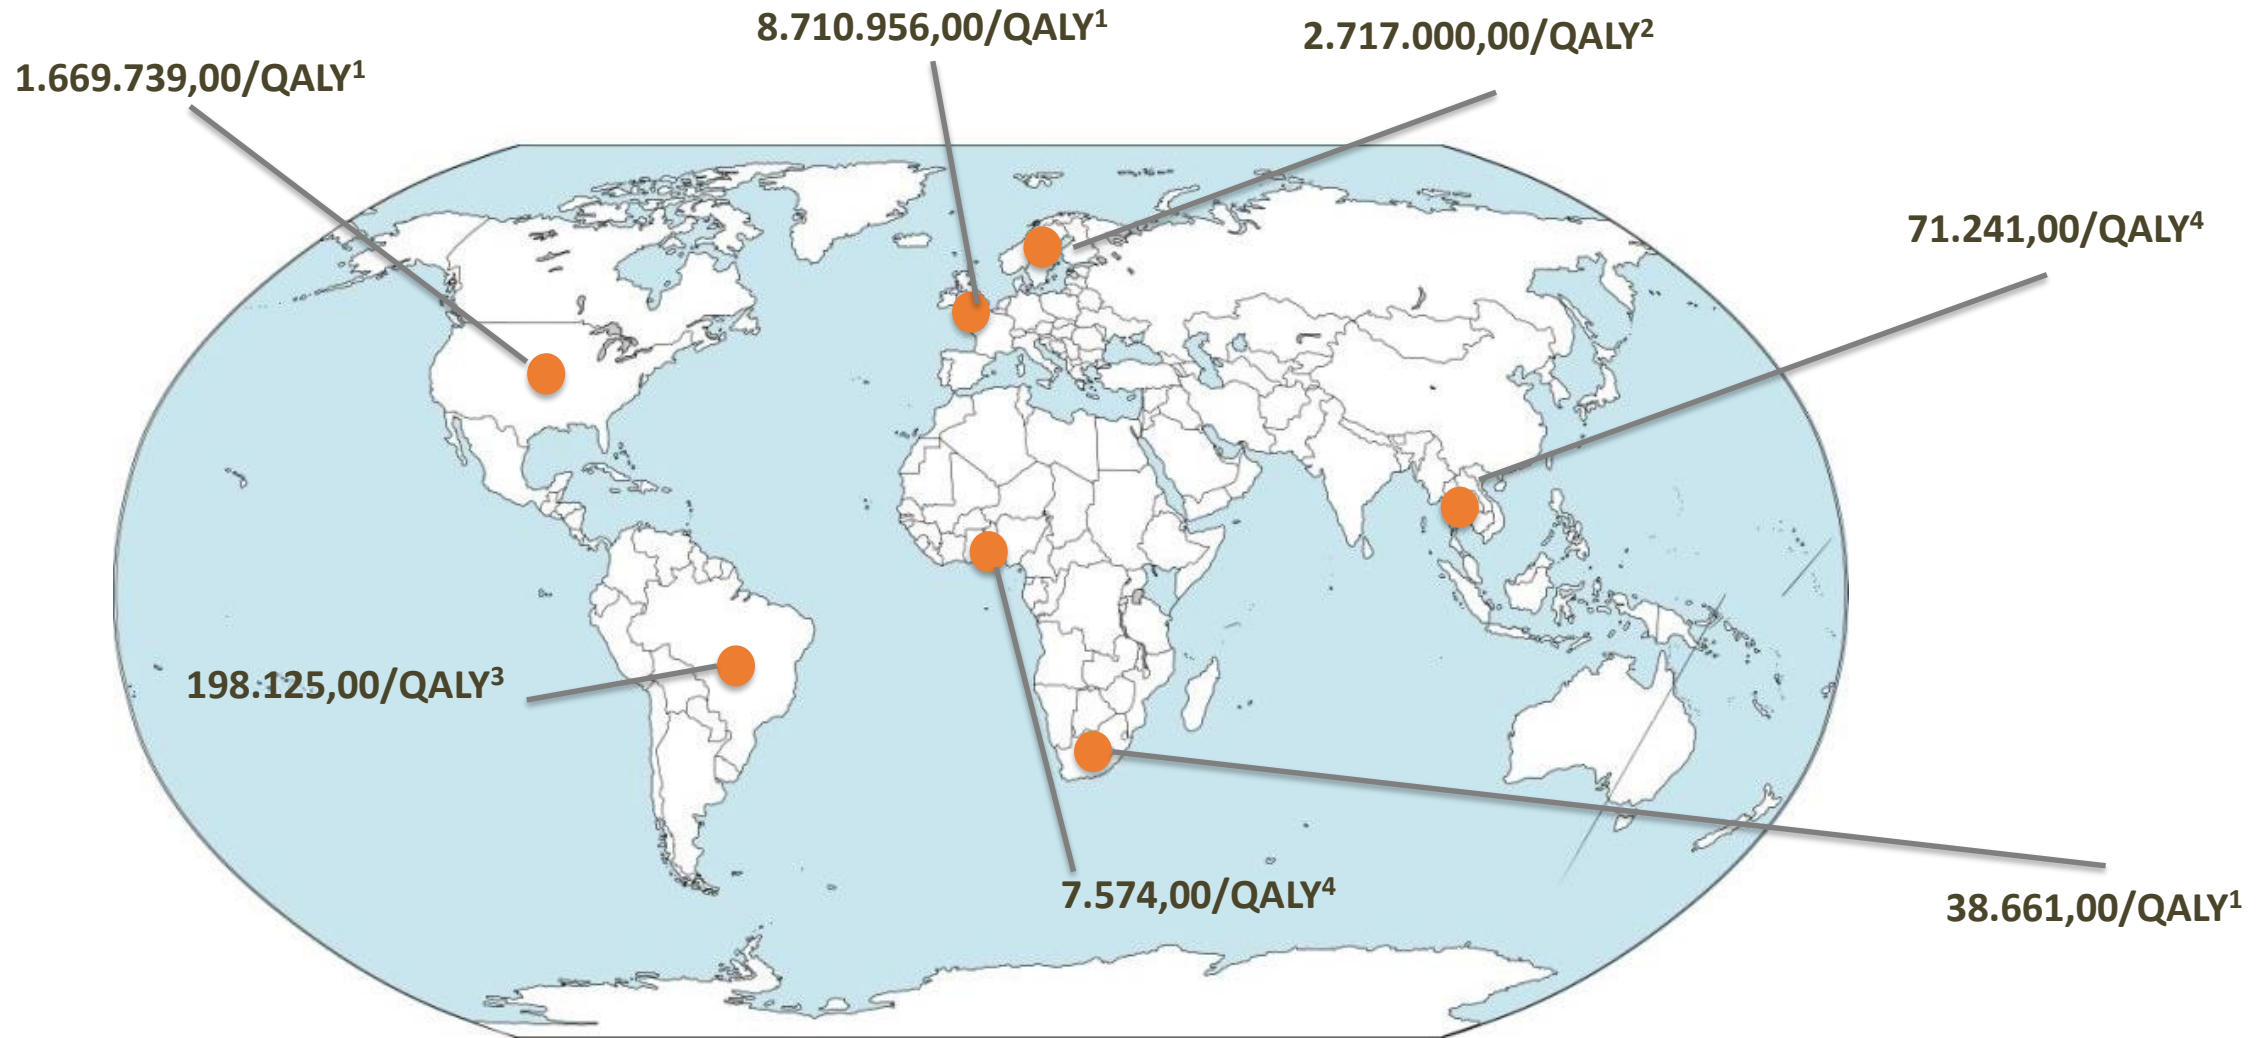 8.710.956,00/QALY¹
2.717.000,00/QALY²
1.669.739,00/QALY¹
71.241,00/QALY⁴
198.125,00/QALY³
7.574,00/QALY⁴
38.661,00/QALY¹